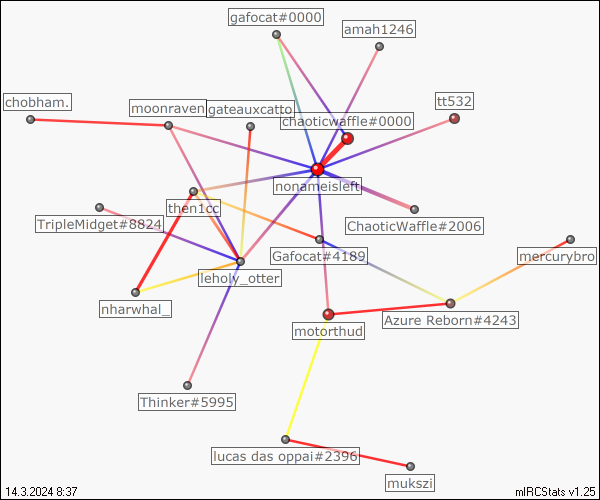 gafocat#0000
amah1246
chobham.
moonraven
gateauxcatto
tt532
chaoticwaffle#0000
nonameisleft
then1cc
TripleMidget#8824
ChaoticWaffle#2006
Gafocat#4189
mercurybro
leholy_otter
nharwhal_
Azure Reborn#4243
motorthud
Thinker#5995
lucas das oppai#2396
mukszi
14.3.2024 8:37
mIRCStats v1.25